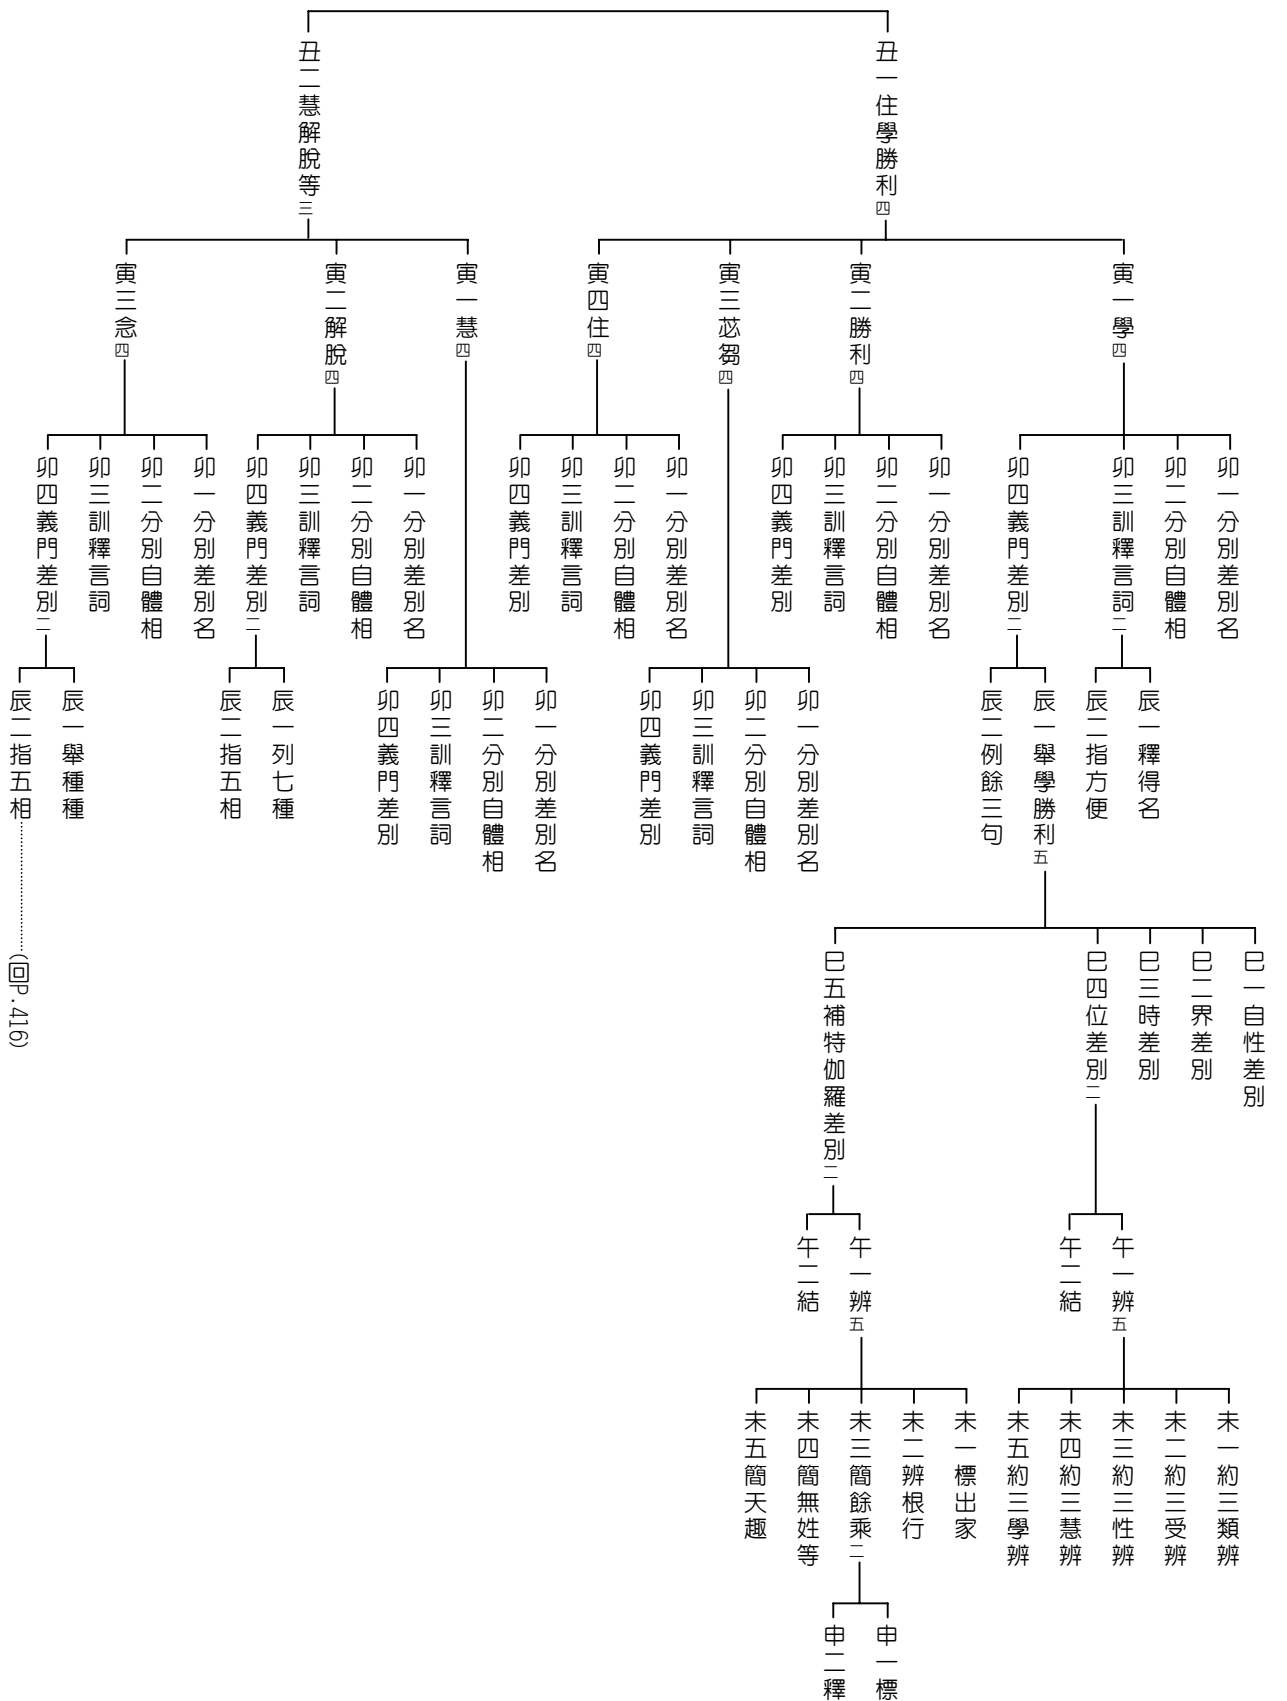 丑一住學勝利四
寅一學四
卯一分別差別名
卯二分別自體相
卯三訓釋言詞二
辰一釋得名
辰二指方便
卯四義門差別二
辰一舉學勝利五
巳一自性差別
巳二界差別
巳三時差別
巳四位差別二
午一辨五
未一約三類辨
未二約三受辨
未三約三性辨
未四約三慧辨
未五約三學辨
午二結
巳五補特伽羅差別二
午一辨五
未一標出家
未二辨根行
未三簡餘乘二
申一標
申二釋
未四簡無姓等
未五簡天趣
午二結
辰二例餘三句
寅二勝利四
卯一分別差別名
卯二分別自體相
卯三訓釋言詞
卯四義門差別
寅三苾芻四
卯一分別差別名
卯二分別自體相
卯三訓釋言詞
卯四義門差別
寅四住四
卯一分別差別名
卯二分別自體相
卯三訓釋言詞
卯四義門差別
丑二慧解脫等三
寅一慧四
卯一分別差別名
卯二分別自體相
卯三訓釋言詞
卯四義門差別
寅二解脫四
卯一分別差別名
卯二分別自體相
卯三訓釋言詞
卯四義門差別二
辰一列七種
辰二指五相
寅三念四
卯一分別差別名
卯二分別自體相
卯三訓釋言詞
卯四義門差別二
辰一舉種種
辰二指五相………(回P.416)